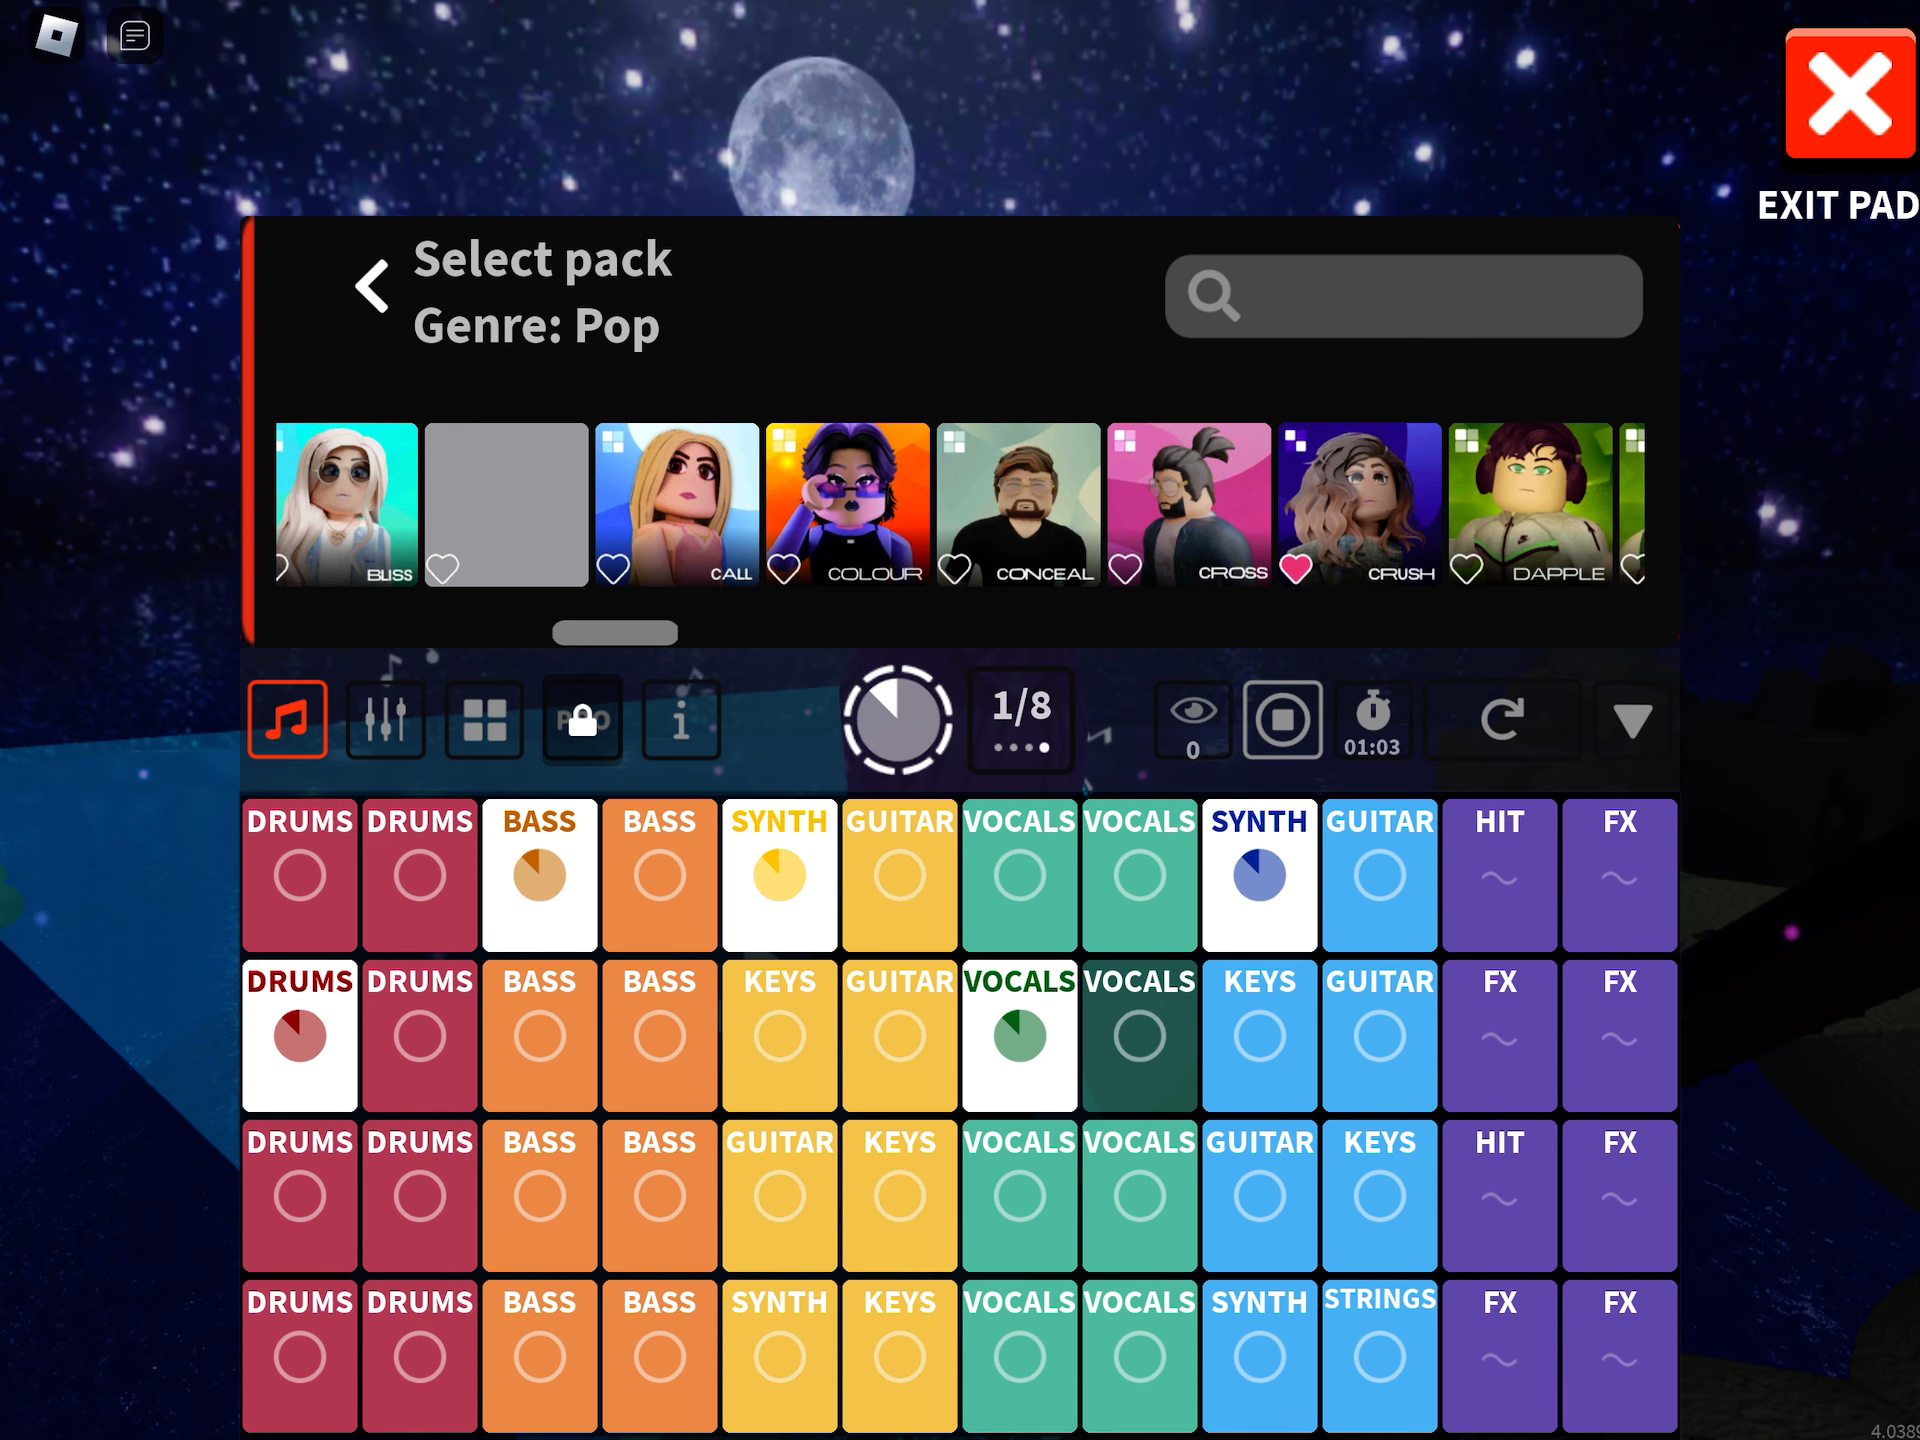 EXIT PAD
Select pack
Genre: Pop
BLISS
CALL
COLOUR
CONCEAL
CROSS
CRUSH
DAPPLE
1/8
0
01:03
DRUMS DRUMS BASS BASS SYNTH GUITAR VOCALS VOCALS SYNTH GUITAR HIT FX
DRUMS DRUMS BASS BASS KEYS GUITAR VOCALS VOCALS KEYS GUITAR FX FX
DRUMS DRUMS BASS BASS GUITAR KEYS VOCALS VOCALS GUITAR KEYS HIT FX
DRUMS DRUMS BASS BASS SYNTH KEYS VOCALS VOCALS SYNTH STRINGS FX FX
4.0389